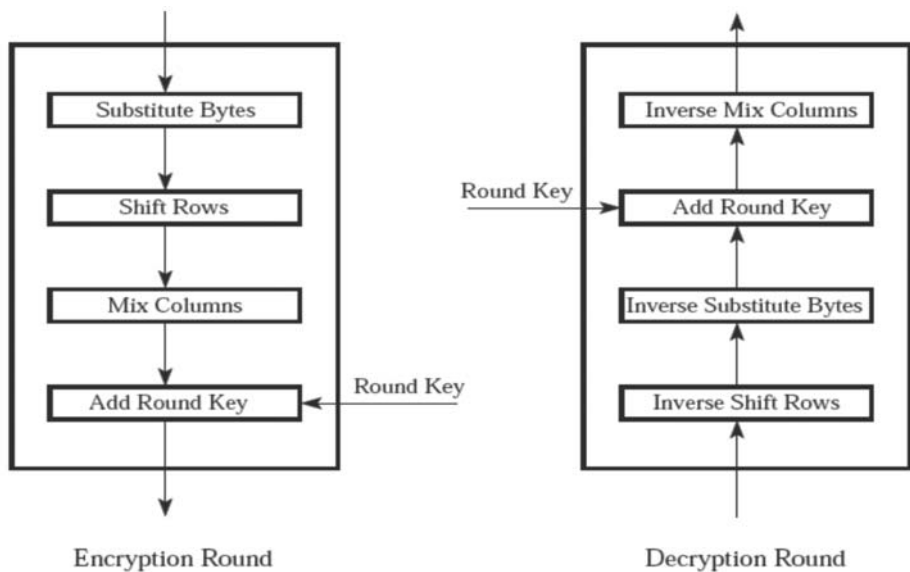 Substitute Bytes
Shift Rows
Mix Columns
Add Round Key
Round Key
Encryption Round
Inverse Mix Columns
Round Key
Add Round Key
Inverse Substitute Bytes
Inverse Shift Rows
Decryption Round